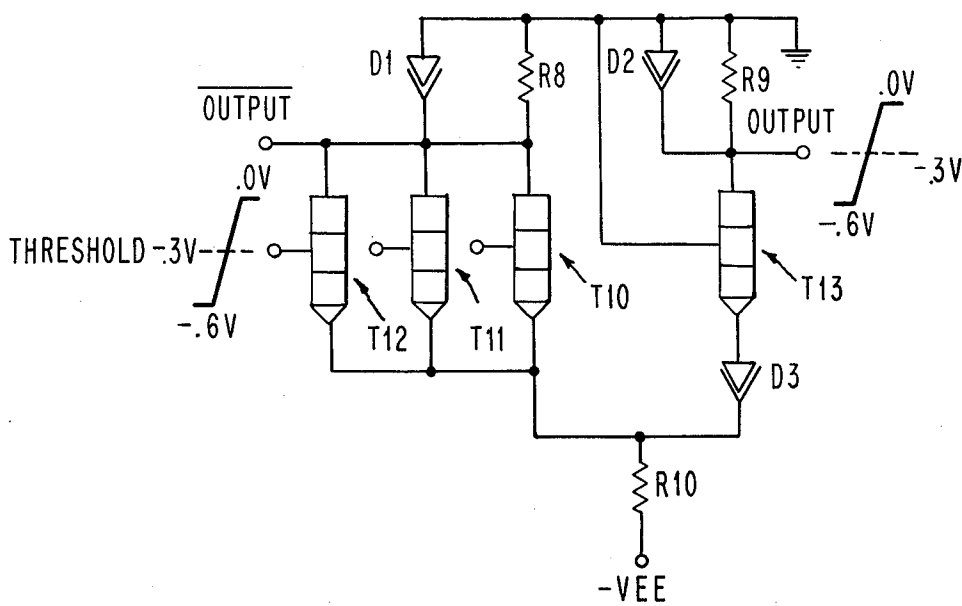 D1
R8
D2
R9
.0V
OUTPUT
OUTPUT
.0V
-.3V
-.6V
THRESHOLD -.3V
-.6V
T12
T11
T10
T13
D3
R10
-VEE